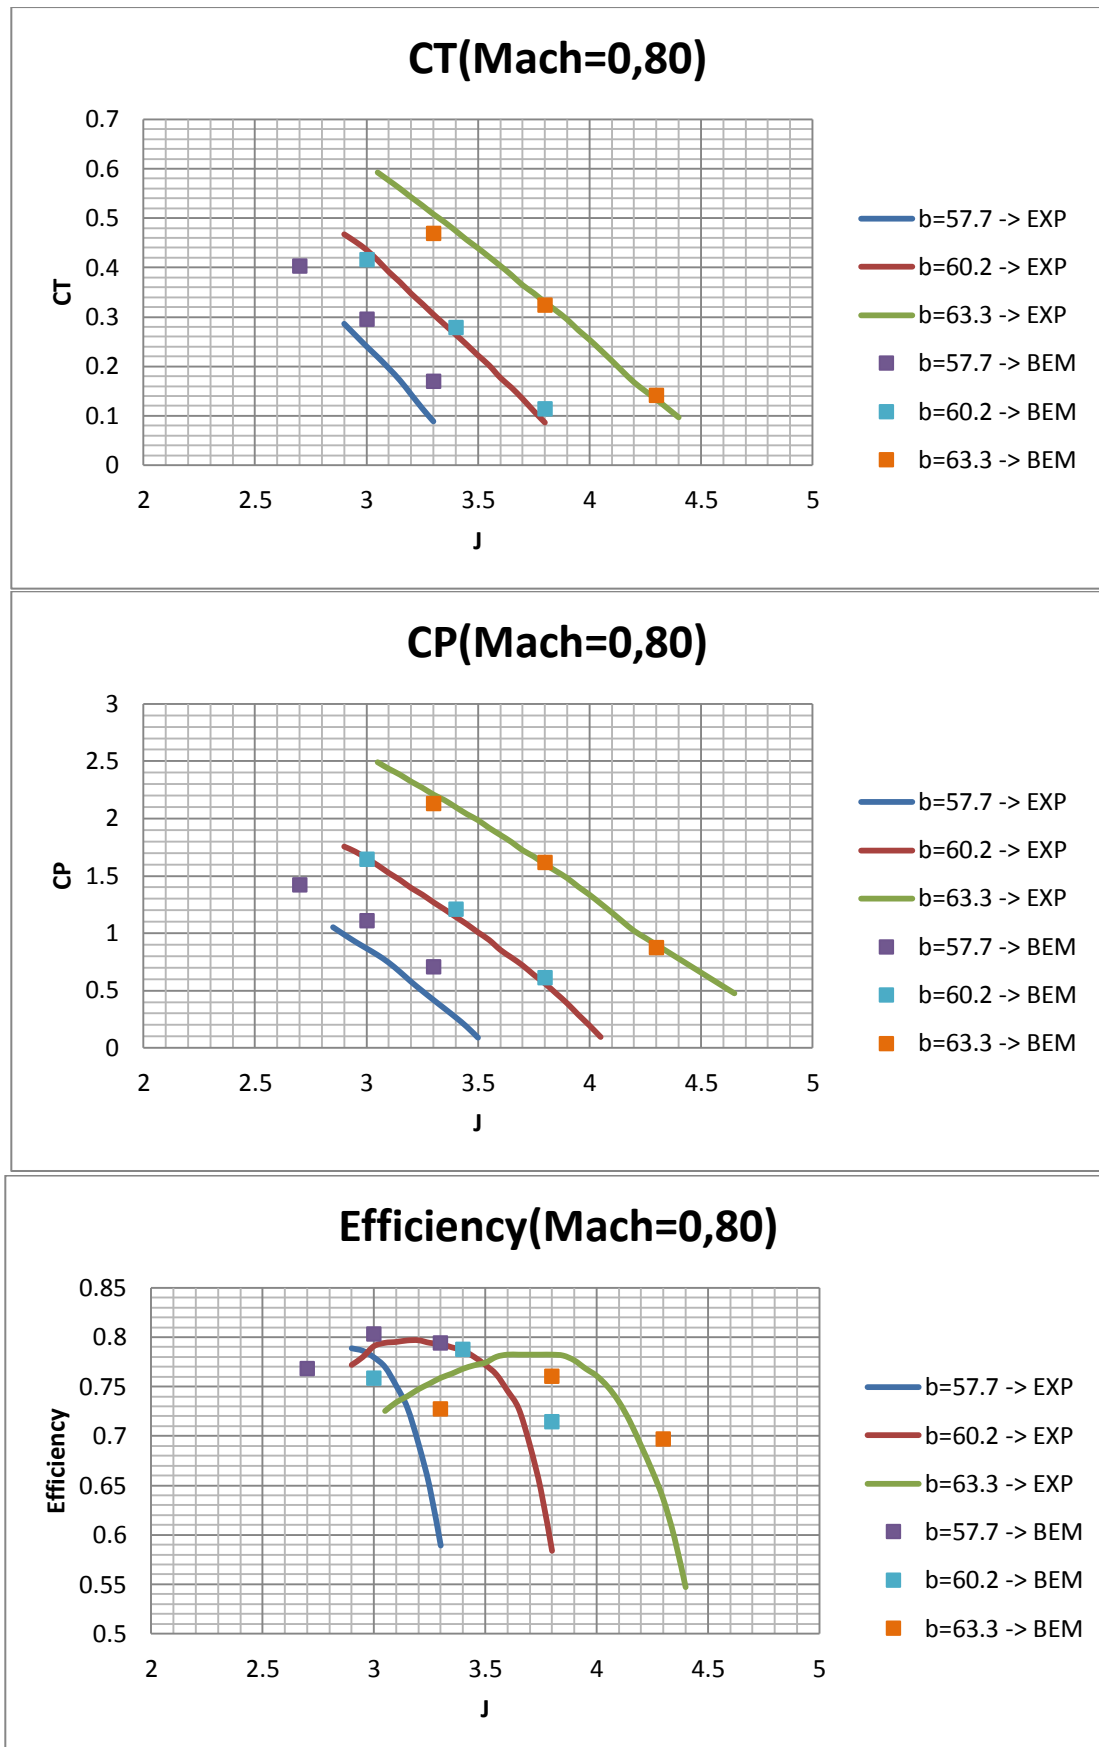 CT(Mach=0,80)
0.7
0.6
0.5
0.4
0.3
0.2
0.1
0
CT
2 2.5 3 3.5 4 4.5 5
J
b=57.7 -> EXP
b=60.2 -> EXP
b=63.3 -> EXP
b=57.7 -> BEM
b=60.2 -> BEM
b=63.3 -> BEM
CP(Mach=0,80)
3
2.5
2
1.5
1
0.5
0
CP
2 2.5 3 3.5 4 4.5 5
J
b=57.7 -> EXP
b=60.2 -> EXP
b=63.3 -> EXP
b=57.7 -> BEM
b=60.2 -> BEM
b=63.3 -> BEM
Efficiency(Mach=0,80)
0.85
0.8
0.75
0.7
0.65
0.6
0.55
0.5
Efficiency
2 2.5 3 3.5 4 4.5 5
J
b=57.7 -> EXP
b=60.2 -> EXP
b=63.3 -> EXP
b=57.7 -> BEM
b=60.2 -> BEM
b=63.3 -> BEM